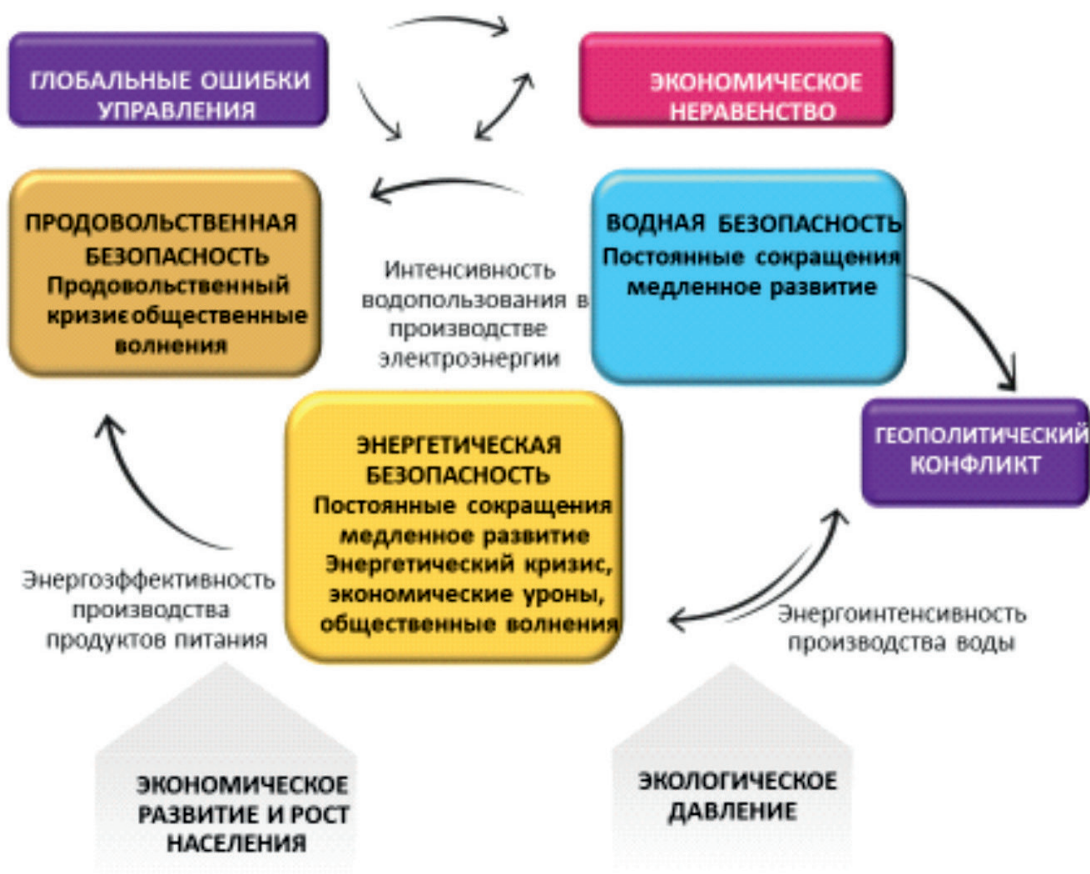 ГЛОБАЛЬНЫЕ ОШИБКИ
УПРАВЛЕНИЯ
ЭКОНОМИЧЕСКОЕ
НЕРАВЕНСТВО
ПРОДОВОЛЬСТВЕННАЯ
БЕЗОПАСНОСТЬ
Продовольственный
кризис общественные
волнения
Интенсивность
водопользования в
производстве
электроэнергии
ВОДНАЯ БЕЗОПАСНОСТЬ
Постоянные сокращения
медленное развитие
ГЕОПОЛИТИЧЕСКИЙ
КОНФЛИКТ
ЭНЕРГЕТИЧЕСКАЯ
БЕЗОПАСНОСТЬ
Постоянные сокращения
медленное развитие
Энергетический кризис,
экономические уроны,
общественные волнения
Энергоэффективность
производства
продуктов питания
Энергоинтенсивность
производства воды
ЭКОНОМИЧЕСКОЕ
РАЗВИТИЕ И РОСТ
НАСЕЛЕНИЯ
ЭКОЛОГИЧЕСКОЕ
ДАВЛЕНИЕ